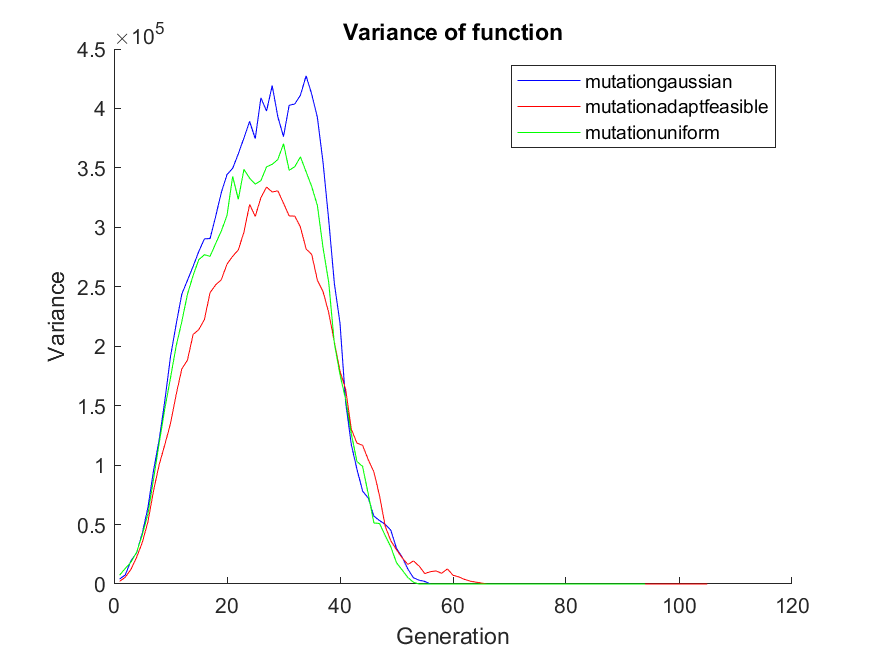 Variance of function
×10⁵
4.5
4
3.5
3
2.5
2
1.5
1
0.5
0
Variance
mutationgaussian
mutationadaptfeasible
mutationuniform
0 20 40 60 80 100 120
Generation